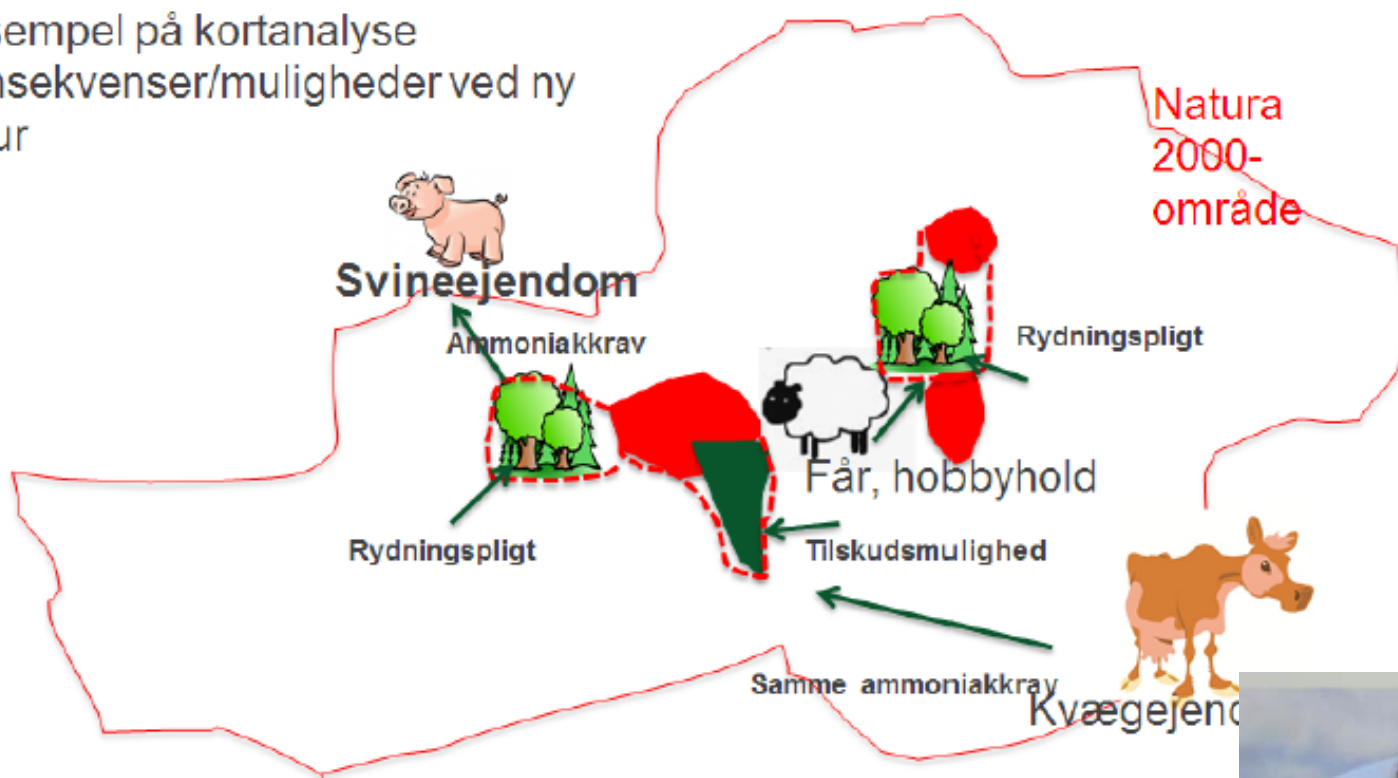 sempel på kortanalyse
nsekvenser/muligheder ved ny
ur
Natura
2000-
område
Svineejendom
Ammoniakkrav
Rydningspligt
Får, hobbyhold
Rydningspligt
Tilskudsmulighed
Samme ammoniakkrav
Kvægejend